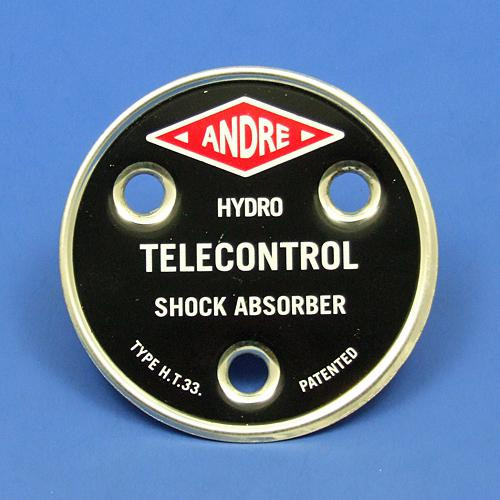 ANDRE
HYDRO
TELECONTROL
SHOCK ABSORBER
TYPE H.T.33.
PATENTED